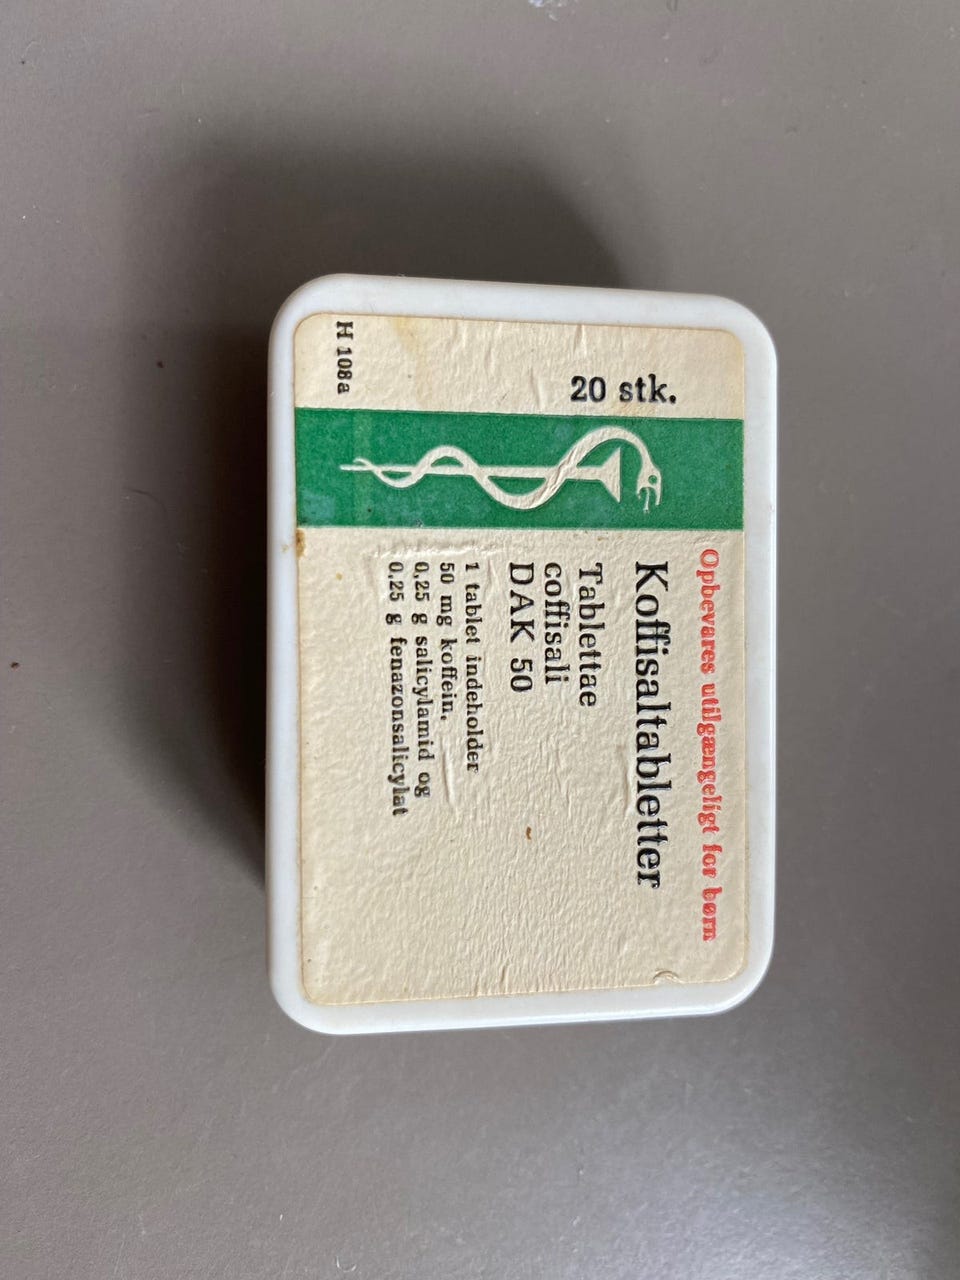 Opbevares utilgængeligt for børn
20 stk.
Koffisaltabletter
Tablettae
coffisali
DAK 50
1 tablet indeholder
50 mg koffein,
0,25 g salicylamid og
0,25 g fenazonsalicylat
H 108a